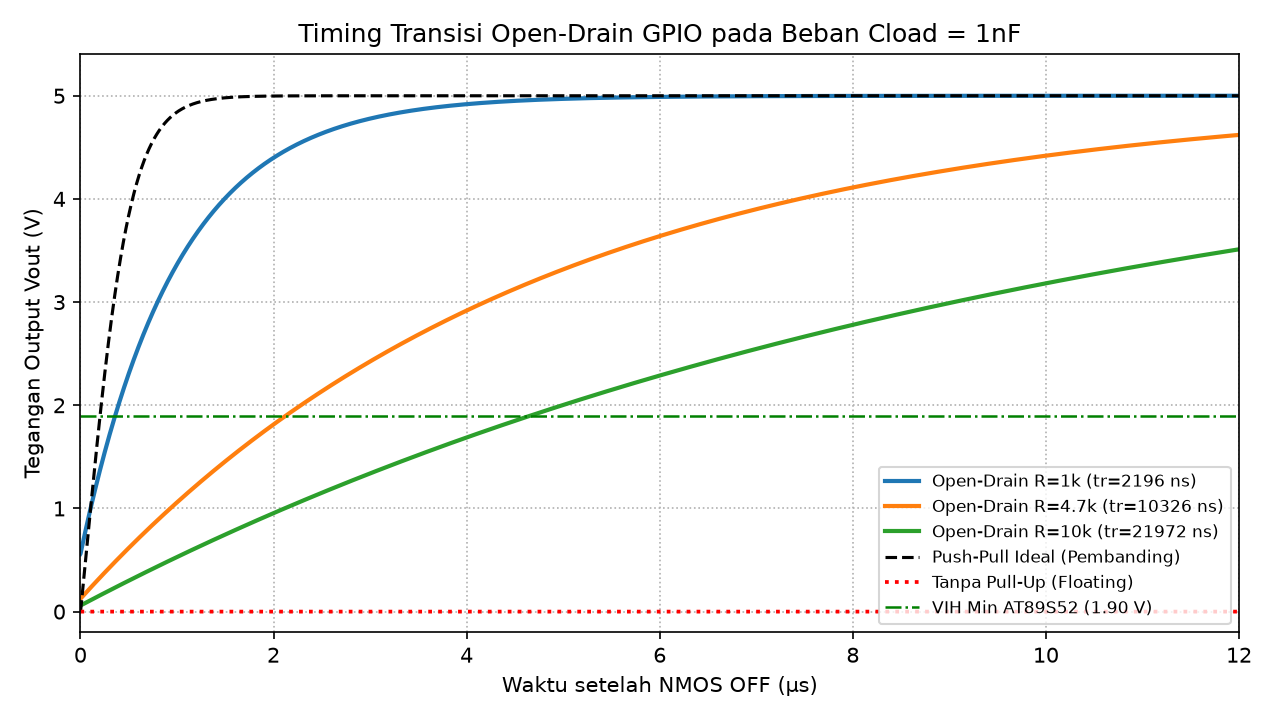 Timing Transisi Open-Drain GPIO pada Beban Cload = 1nF
Tegangan Output Vout (V)
5
4
3
2
1
0
0 2 4 6 8 10 12
Waktu setelah NMOS OFF (μs)
Open-Drain R=1k (tr=2196 ns)
Open-Drain R=4.7k (tr=10326 ns)
Open-Drain R=10k (tr=21972 ns)
Push-Pull Ideal (Pembanding)
Tanpa Pull-Up (Floating)
VIH Min AT89S52 (1.90 V)